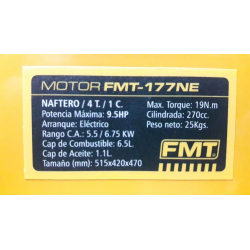 MOTOR FMT-177NE
NAFTERO / 4 T. / 1 C.
Potencia Máxima: 9.5HP
Arranque: Eléctrico
Rango C.A.: 5.5 / 6.75 KW
Cap de Combustible: 6.5L
Cap de Aceite: 1.1L
Tamaño (mm): 515x420x470
Max. Torque: 19N.m
Cilindrada: 270cc.
Peso neto: 25Kgs.
FMT